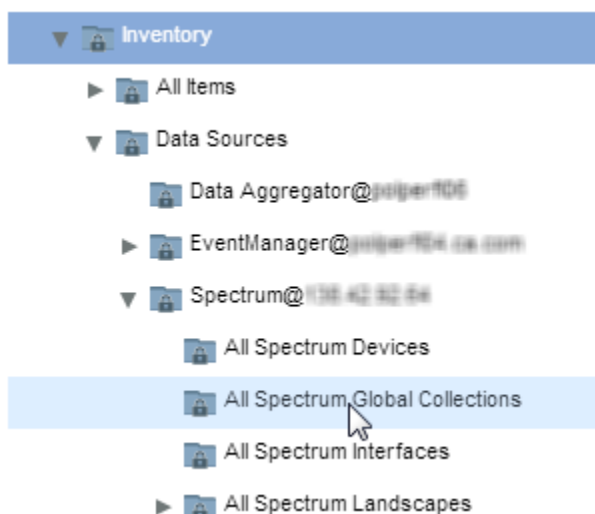 Inventory
All Items
Data Sources
Data Aggregator@
EventManager@
Spectrum@
All Spectrum Devices
All Spectrum Global Collections
All Spectrum Interfaces
All Spectrum Landscapes